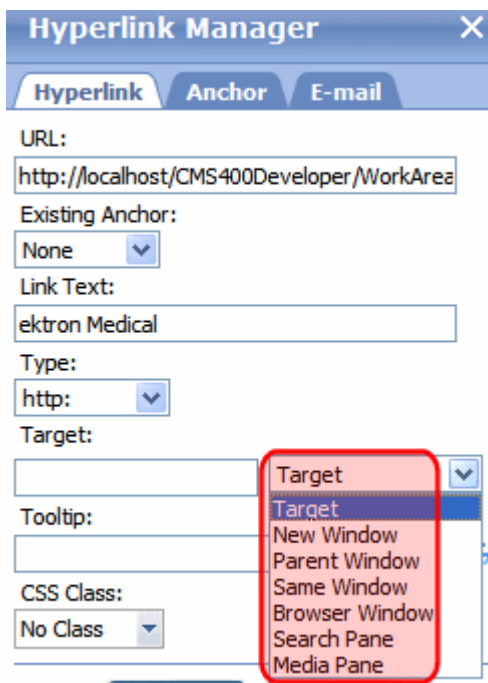 Hyperlink Manager
Hyperlink Anchor E-mail
URL:
http://localhost/CMS400Developer/WorkArea
Existing Anchor:
None
Link Text:
ektron Medical
Type:
http:
Target:
Target
Target
New Window
Parent Window
Same Window
Browser Window
Search Pane
Media Pane
Tooltip:
CSS Class:
No Class